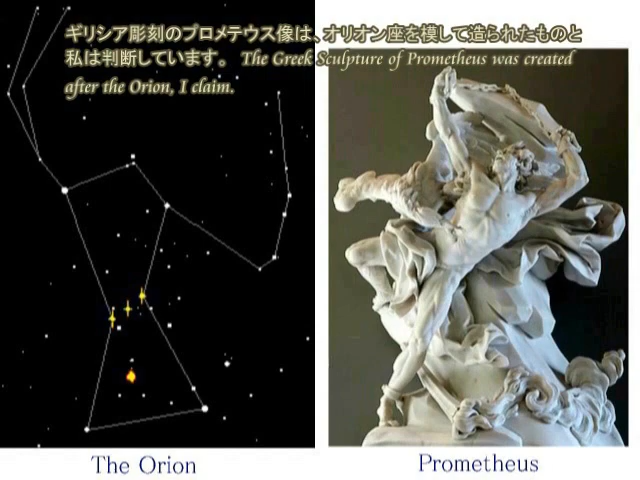 ギリシア彫刻のプロメテウス像は、オリオン座を模して造られたものと
私は判断しています。 The Greek Sculpture of Prometheus was created
after the Orion, I claim.
The Orion
Prometheus